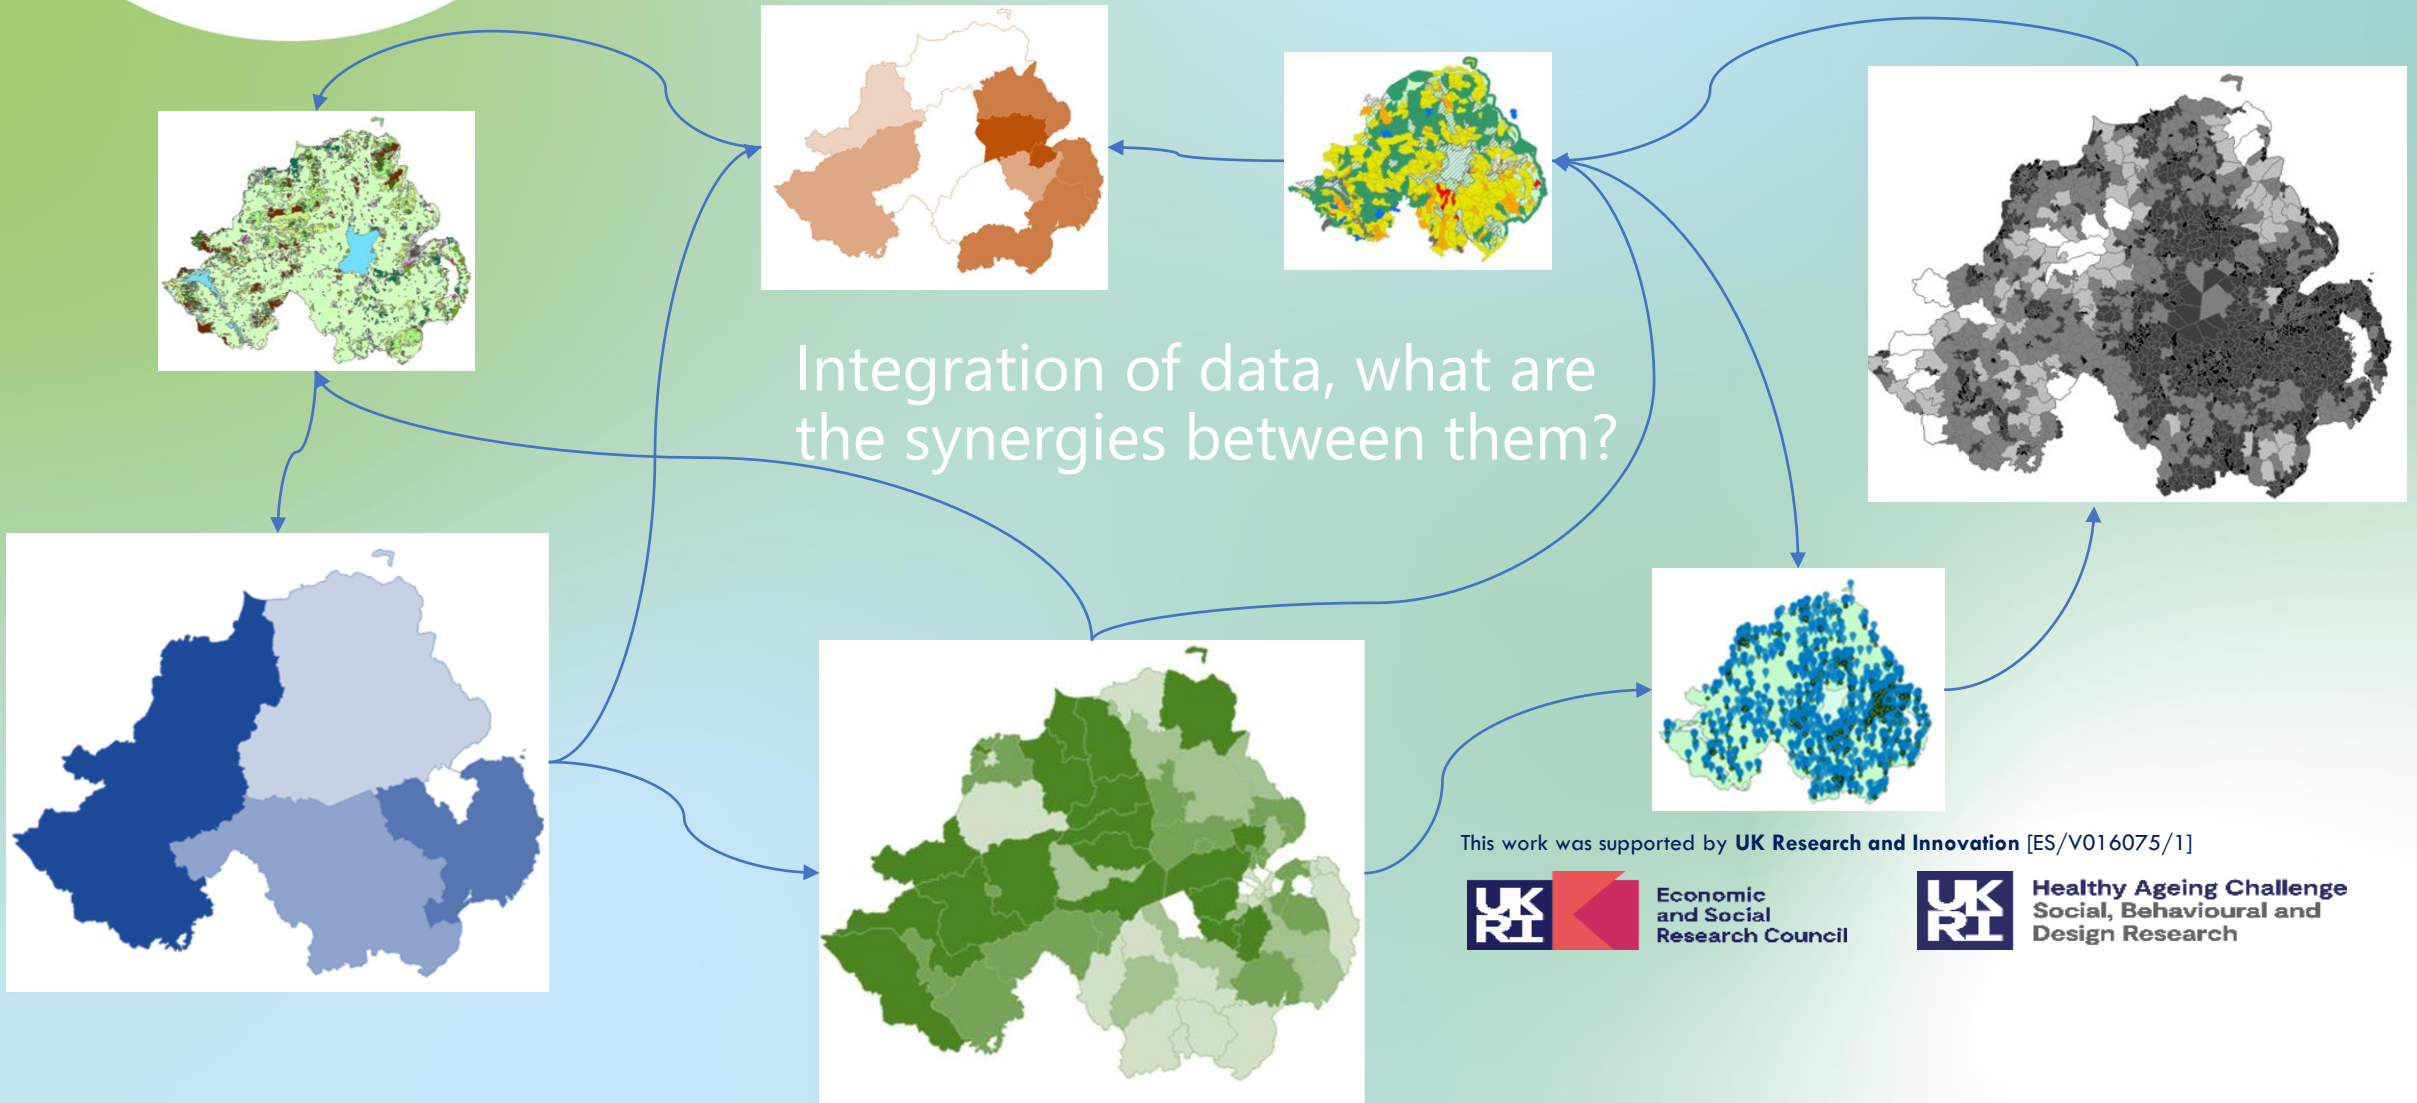 Integration of data, what are
the synergies between them?
This work was supported by UK Research and Innovation [ES/V016075/1]
UK
RI
Economic
and Social
Research Council
UK
RI
Healthy Ageing Challenge
Social, Behavioural and
Design Research